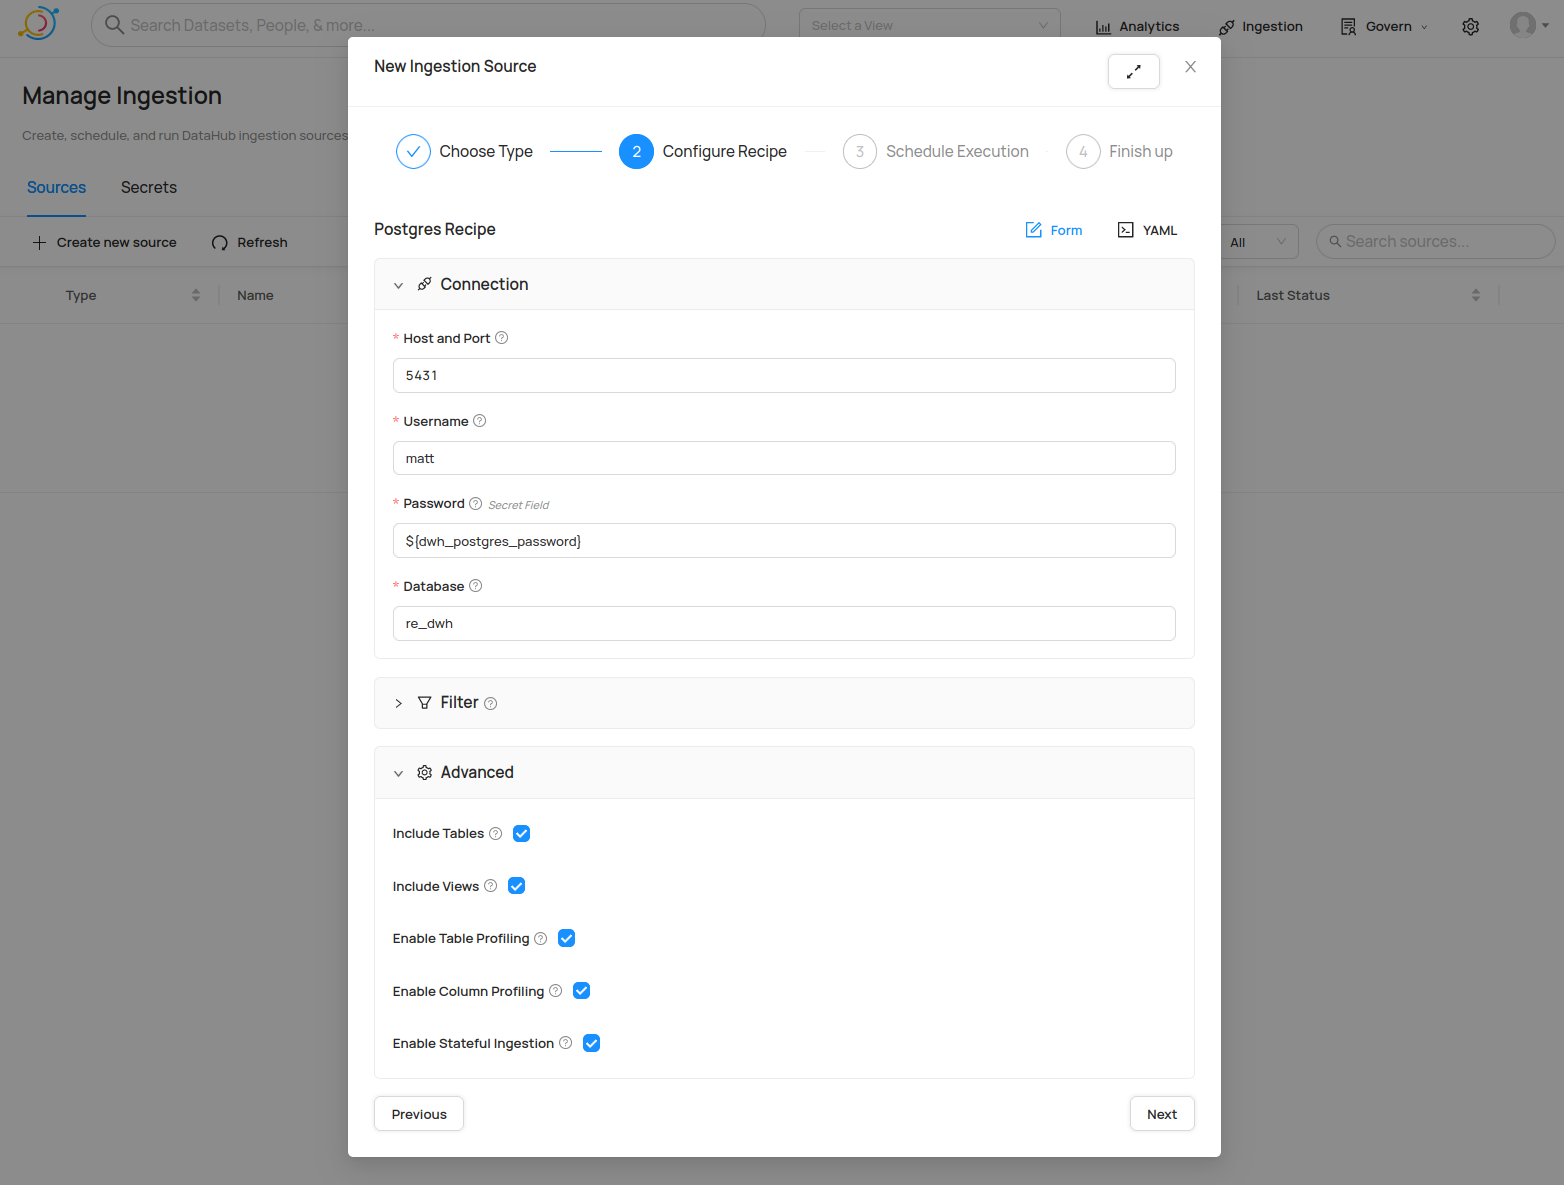 Search Datasets, People, & more...
Select a View
Analytics
Ingestion
Govern
New Ingestion Source
Manage Ingestion
Create, schedule, and run DataHub ingestion sources
Choose Type
2
Configure Recipe
3
Schedule Execution
4
Finish up
Sources
Secrets
Postgres Recipe
Form
YAML
Create new source
Refresh
All
Search sources...
Type
Name
Last Status
Connection
* Host and Port
5431
* Username
matt
* Password Secret Field
${dwh_postgres_password}
* Database
re_dwh
Filter
Advanced
Include Tables
Include Views
Enable Table Profiling
Enable Column Profiling
Enable Stateful Ingestion
Previous
Next